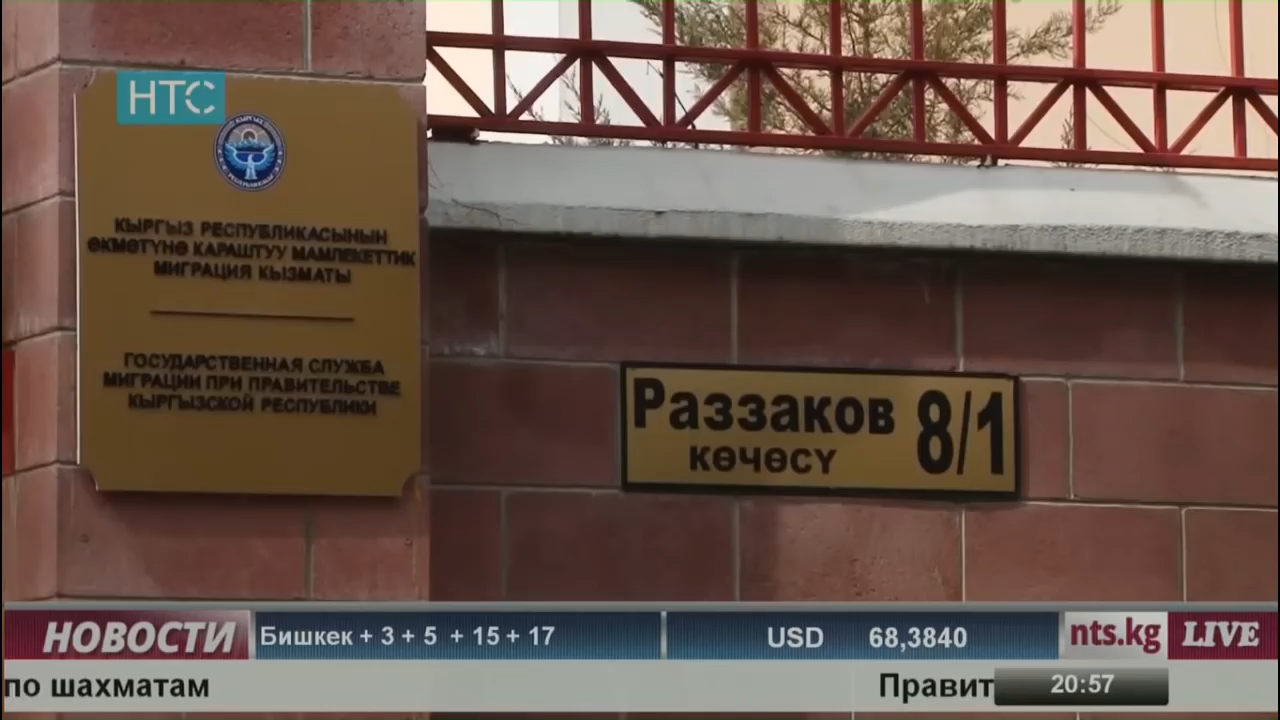 НТС
КЫРГЫЗ РЕСПУБЛИКАСЫНЫН
ӨКМӨТҮНӨ КАРАШТУУ МАМЛЕКЕТТИК
МИГРАЦИЯ КЫЗМАТЫ
ГОСУДАРСТВЕННАЯ СЛУЖБА
МИГРАЦИИ ПРИ ПРАВИТЕЛЬСТВЕ
КЫРГЫЗСКОЙ РЕСПУБЛИКИ
Раззаков 8/1
көчөсү
НОВОСТИ Бишкек + 3 + 5 + 15 + 17 USD 68,3840 nts.kg LIVE
по шахматам Правит 20:57